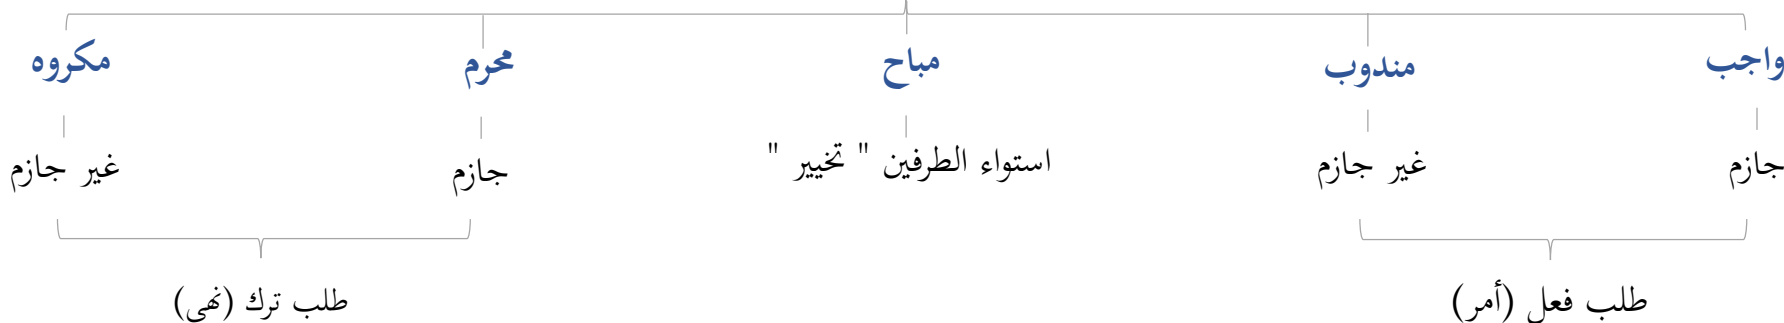 واجب مندوب مباح محرم مكروه
جازم غير جازم استواء الطرفين " تخيير " جازم غير جازم
طلب فعل (أمر) طلب ترك (نهى)